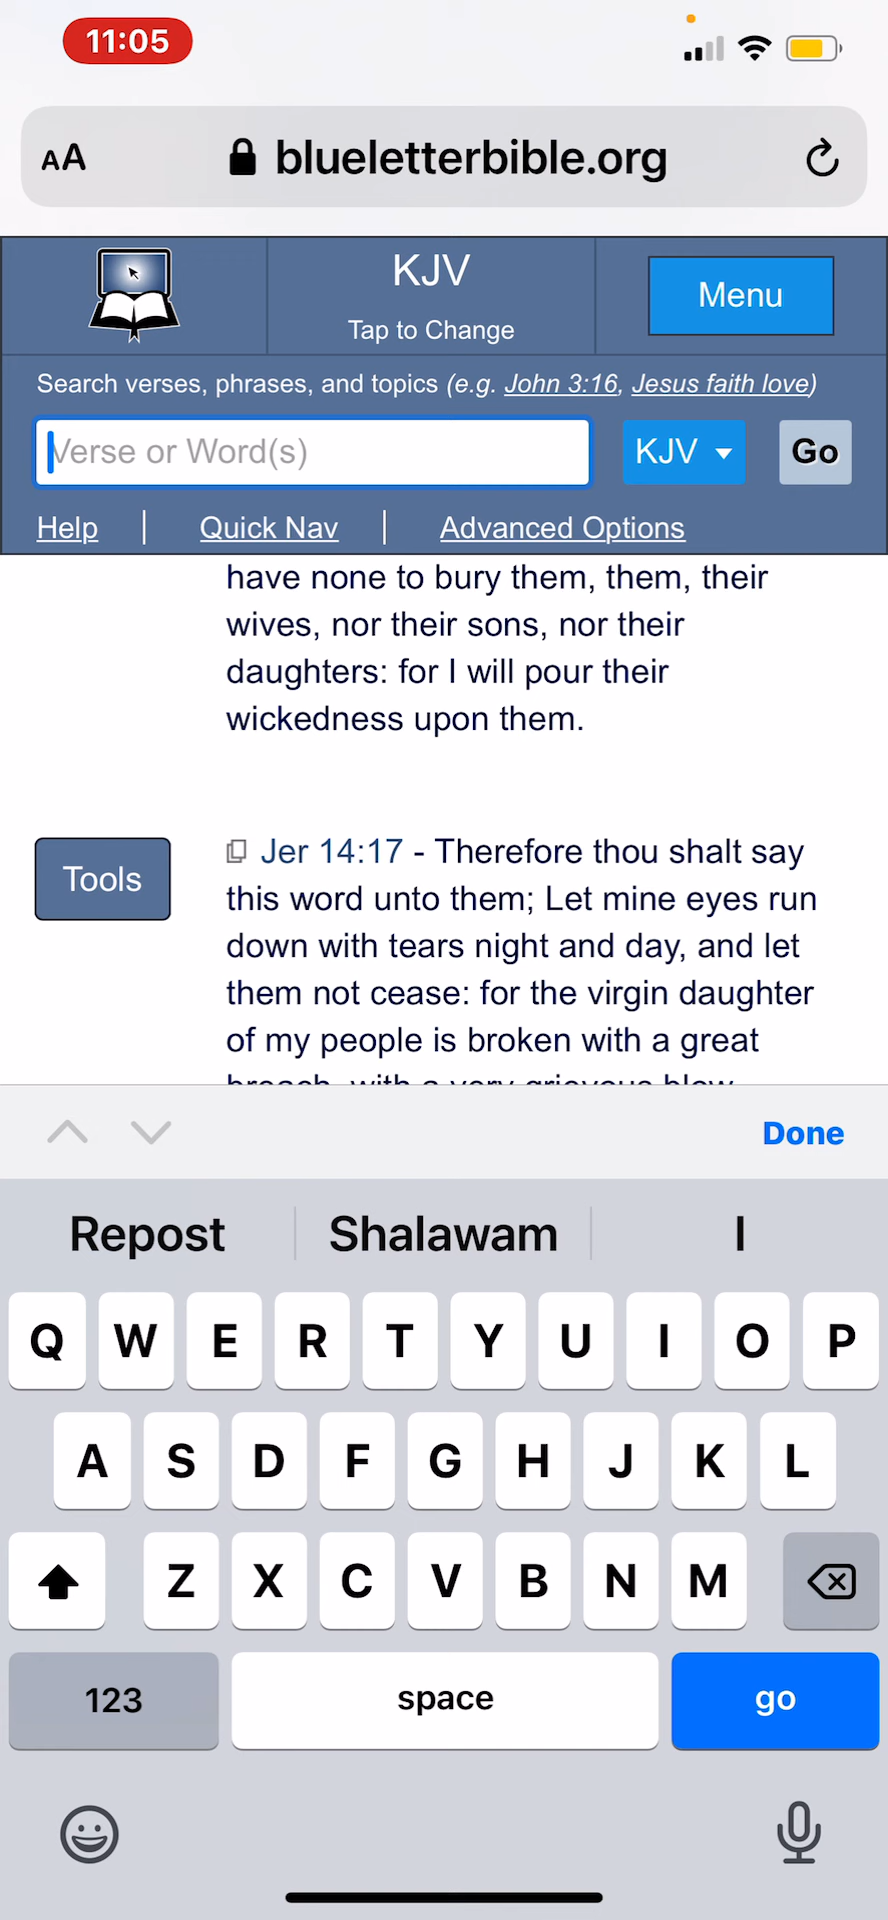 11:05
AA blueletterbible.org
KJV
Tap to Change
Menu
Search verses, phrases, and topics (e.g. John 3:16, Jesus faith love)
Verse or Word(s)
KJV
Go
Help | Quick Nav | Advanced Options
have none to bury them, them, their
wives, nor their sons, nor their
daughters: for I will pour their
wickedness upon them.
Tools
Jer 14:17 - Therefore thou shalt say
this word unto them; Let mine eyes run
down with tears night and day, and let
them not cease: for the virgin daughter
of my people is broken with a great
breach, with a very grievous blow.
Done
Repost Shalawam I
Q W E R T Y U I O P
A S D F G H J K L
Z X C V B N M
123 space go